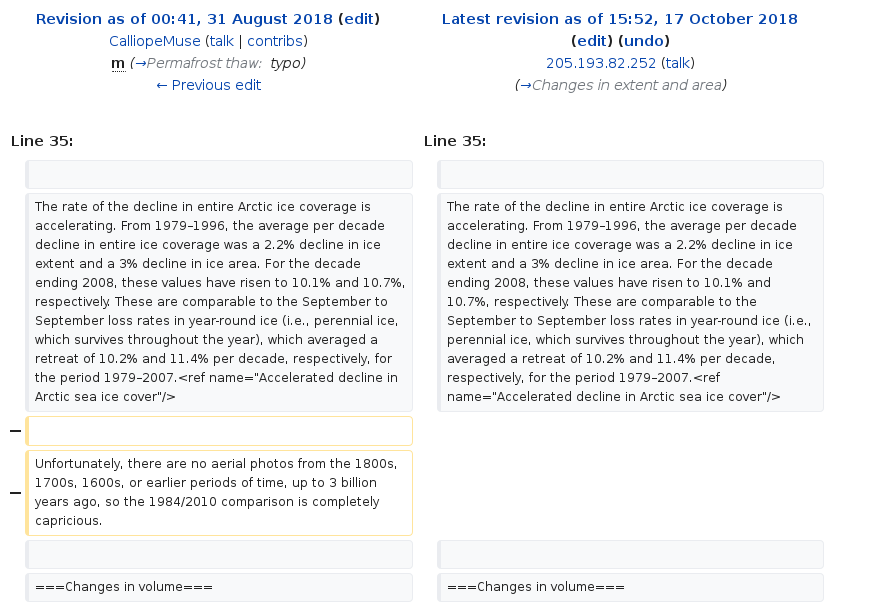 Revision as of 00:41, 31 August 2018 (edit)
CalliopeMuse (talk | contribs)
m (→Permafrost thaw: typo)
← Previous edit
Latest revision as of 15:52, 17 October 2018
(edit) (undo)
205.193.82.252 (talk)
(→Changes in extent and area)
Line 35:
Line 35:
The rate of the decline in entire Arctic ice coverage is
accelerating. From 1979–1996, the average per decade
decline in entire ice coverage was a 2.2% decline in ice
extent and a 3% decline in ice area. For the decade
ending 2008, these values have risen to 10.1% and 10.7%,
respectively. These are comparable to the September to
September loss rates in year-round ice (i.e., perennial ice,
which survives throughout the year), which averaged a
retreat of 10.2% and 11.4% per decade, respectively, for
the period 1979–2007.<ref name="Accelerated decline in
Arctic sea ice cover"/>
The rate of the decline in entire Arctic ice coverage is
accelerating. From 1979–1996, the average per decade
decline in entire ice coverage was a 2.2% decline in ice
extent and a 3% decline in ice area. For the decade
ending 2008, these values have risen to 10.1% and
10.7%, respectively. These are comparable to the
September to September loss rates in year-round ice (i.e.,
perennial ice, which survives throughout the year), which
averaged a retreat of 10.2% and 11.4% per decade,
respectively, for the period 1979–2007.<ref
name="Accelerated decline in Arctic sea ice cover"/>
−
− Unfortunately, there are no aerial photos from the 1800s,
1700s, 1600s, or earlier periods of time, up to 3 billion
years ago, so the 1984/2010 comparison is completely
capricious.
===Changes in volume===
===Changes in volume===